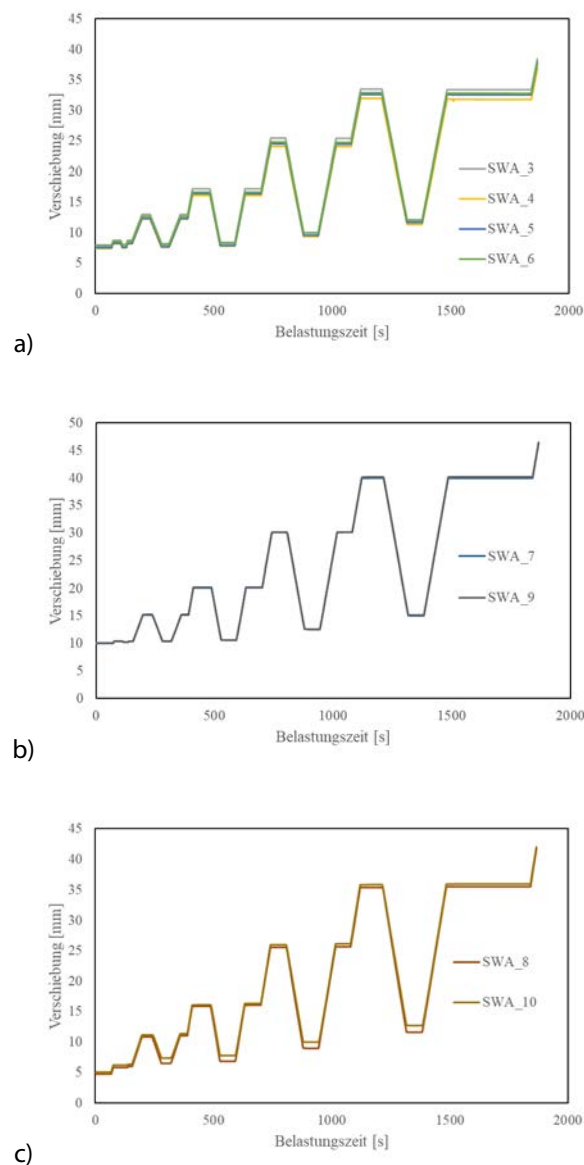 45
40
35
30
25
20
15
10
5
0
Verschiebung [mm]
SWA_3
SWA_4
SWA_5
SWA_6
0 500 1000 1500 2000
Belastungszeit [s]
a)
50
45
40
35
30
25
20
15
10
5
0
Verschiebung [mm]
SWA_7
SWA_9
0 500 1000 1500 2000
Belastungszeit [s]
b)
45
40
35
30
25
20
15
10
5
0
Verschiebung [mm]
SWA_8
SWA_10
0 500 1000 1500 2000
Belastungszeit [s]
c)